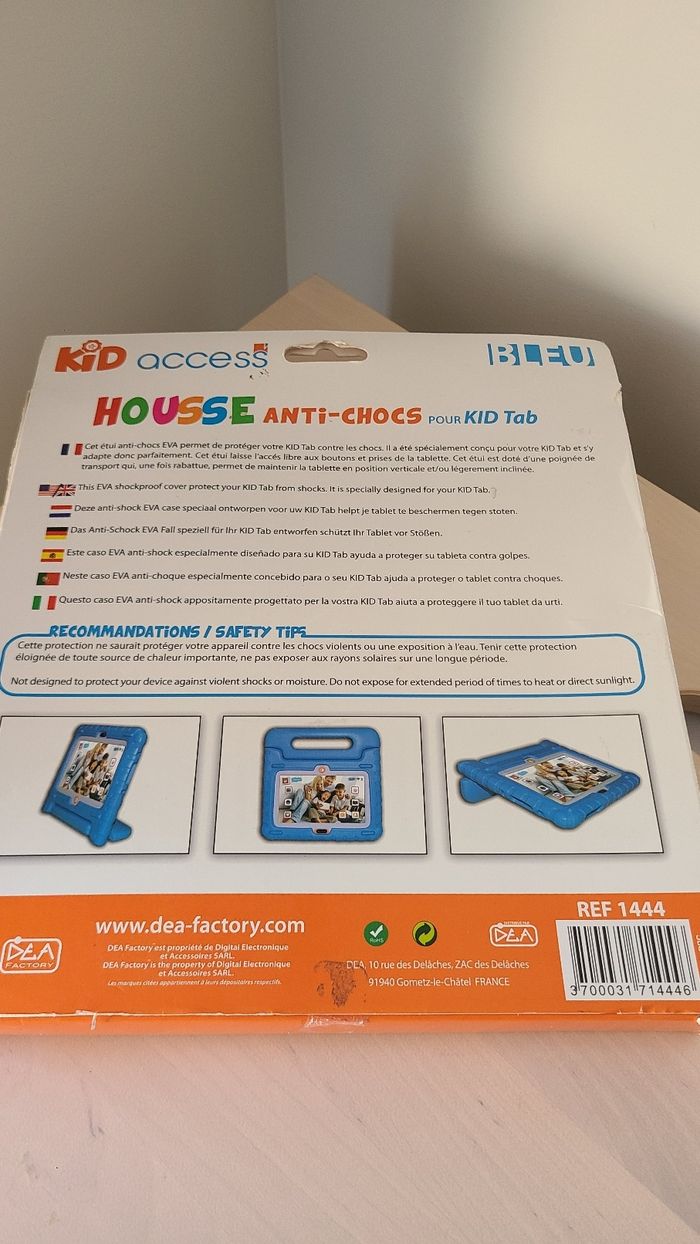 KiD access
BLEU
HOUSSE ANTi-CHOCS POUR KID Tab
Cet étui anti-chocs EVA permet de protéger votre KID Tab contre les chocs. Il a été spécialement conçu pour votre KID Tab et s'y
adapte donc parfaitement. Cet étui laisse l'accés libre aux boutons et prises de la tablette. Cet étui est doté d'une poignée de
transport qui, une fois rabattue, permet de maintenir la tablette en position verticale et/ou légerement inclinée.
This EVA shockproof cover protect your KID Tab from shocks. It is specially designed for your KID Tab.
Deze anti-shock EVA case speciaal ontworpen voor uw KID Tab helpt je tablet te beschermen tegen stoten.
Das Anti-Schock EVA Fall speziell für Ihr KID Tab entworfen schützt Ihr Tablet vor Stößen.
Este caso EVA anti-shock especialmente diseñado para su KID Tab ayuda a proteger su tableta contra golpes.
Neste caso EVA anti-choque especialmente concebido para o seu KID Tab ajuda a proteger o tablet contra choques.
Questo caso EVA anti-shock appositamente progettato per la vostra KID Tab aiuta a proteggere il tuo tablet da urti.
RECOMMANDATiONS / SAFETY TiPS
Cette protection ne saurait protéger votre appareil contre les chocs violents ou une exposition à l'eau. Tenir cette protection
éloignée de toute source de chaleur importante, ne pas exposer aux rayons solaires sur une longue période.
Not designed to protect your device against violent shocks or moisture. Do not expose for extended period of times to heat or direct sunlight.
DEA
FACTORY
www.dea-factory.com
DEA Factory est propriété de Digital Electronique
et Accessoires SARL.
DEA Factory is the property of Digital Electronique
et Accessoires SARL.
Les marques citées appartiennent à leurs dépositaires respectifs.
RoHS
DISTRIBUÉ PAR
DEA
DEA, 10 rue des Delâches, ZAC des Delâches
91940 Gometz-le-Châtel FRANCE
REF 1444
3700031714446